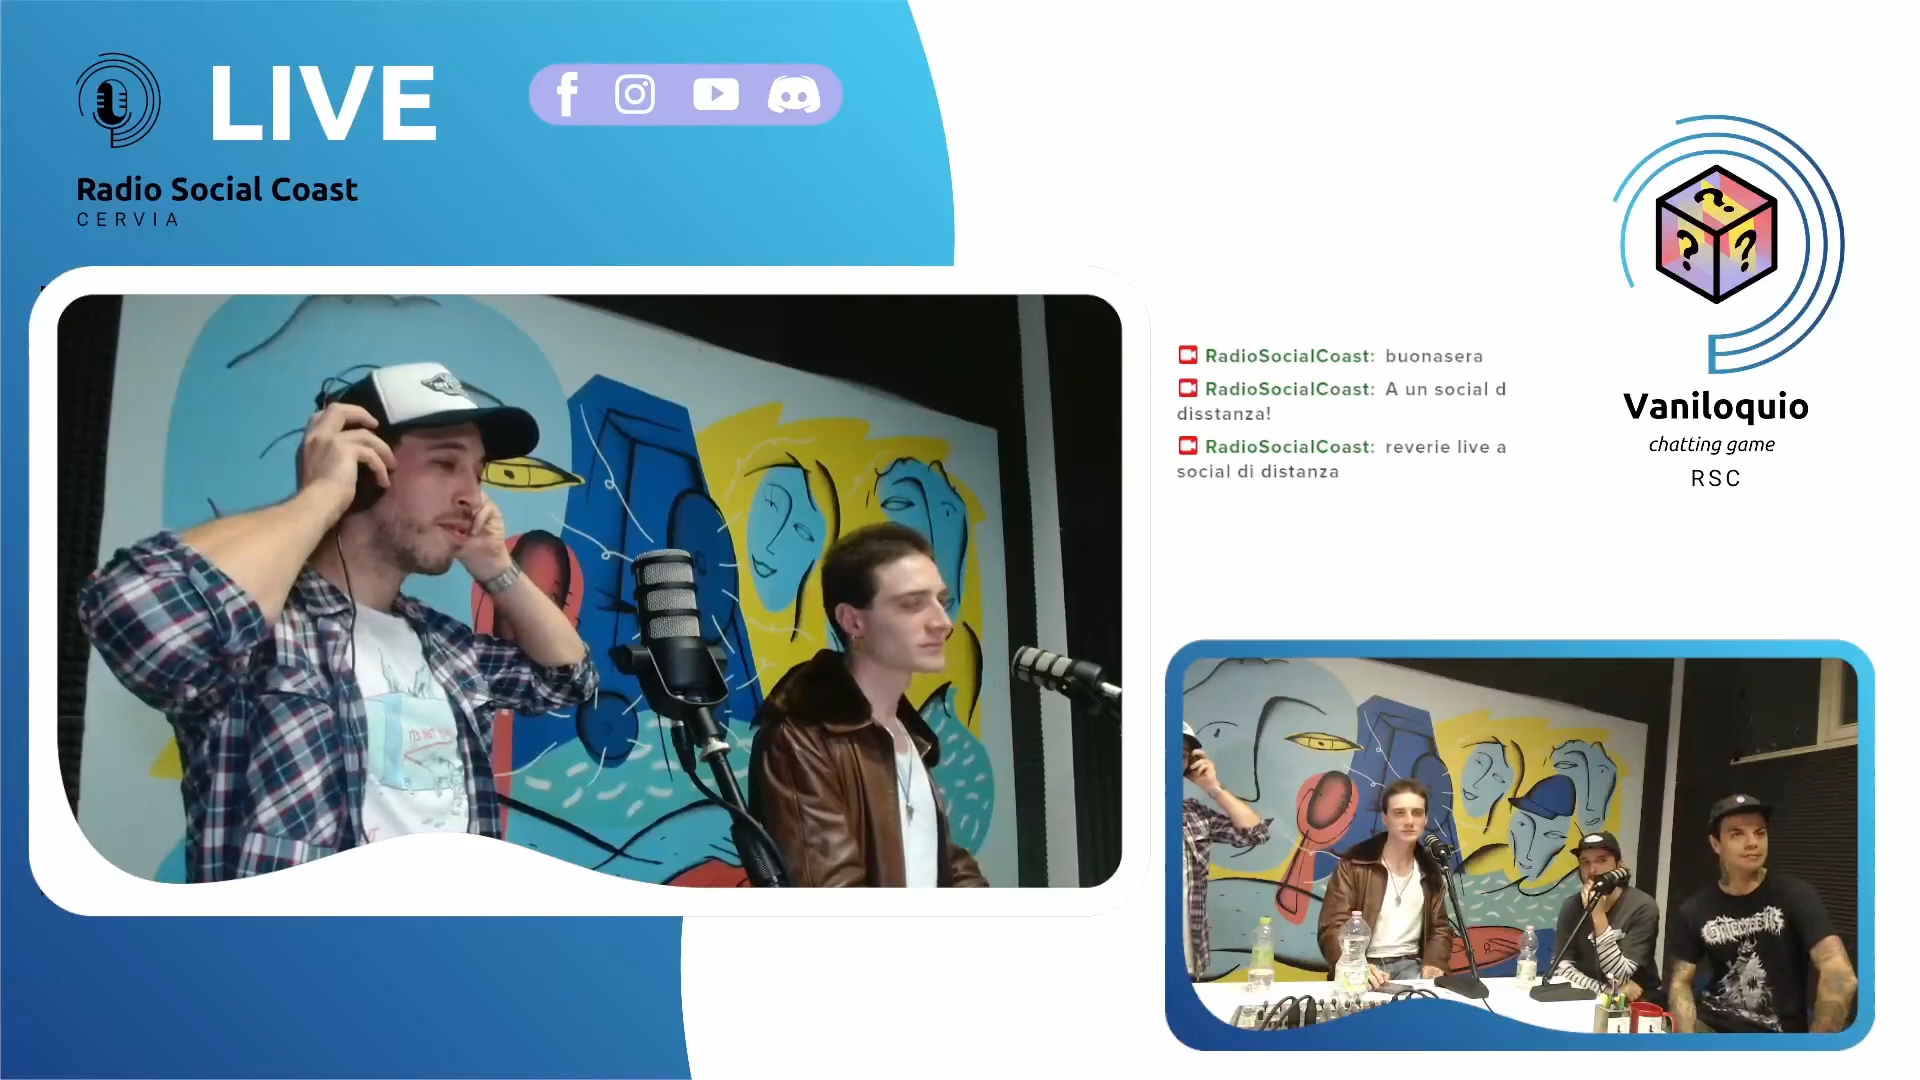 LIVE
Radio Social Coast
CERVIA
RadioSocialCoast: buonasera
RadioSocialCoast: A un social d
disstanza!
RadioSocialCoast: reverie live a
social di distanza
Vaniloquio
chatting game
RSC